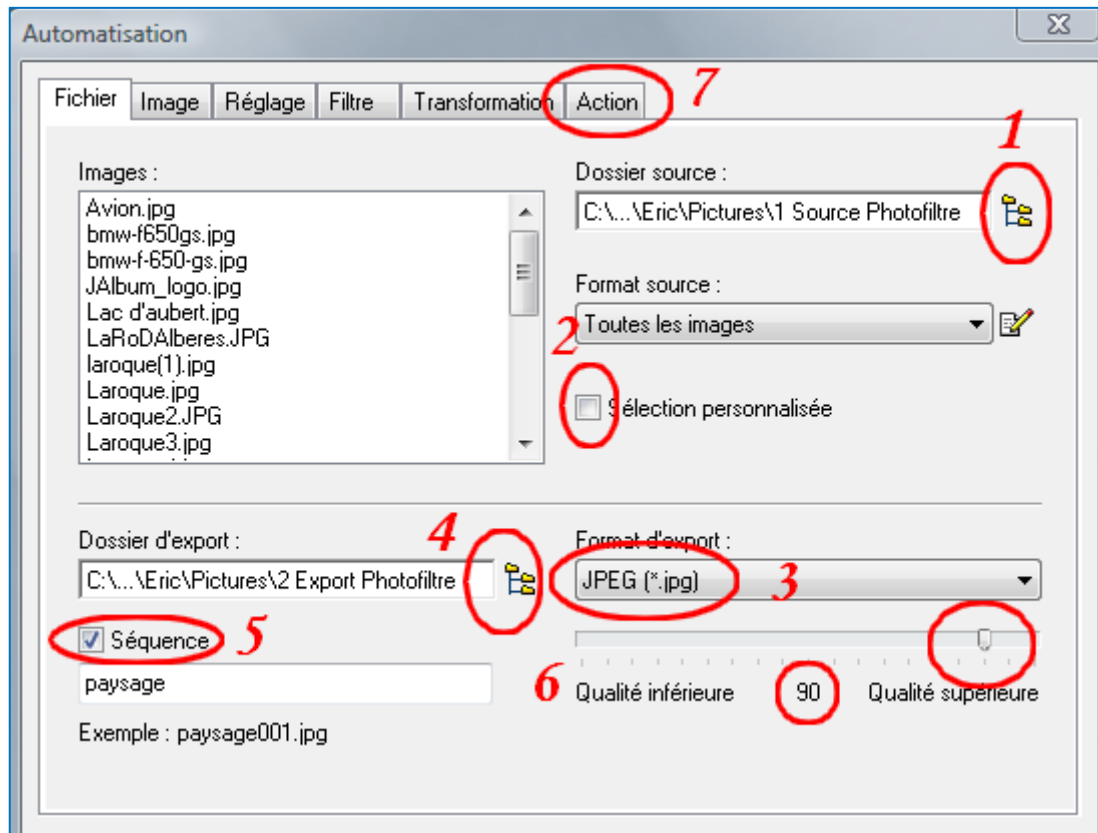 Automatisation
Fichier Image Réglage Filtre Transformation Action 7
1
Images :
Avion.jpg
bmw-f650gs.jpg
bmw-f-650-gs.jpg
JAlbum_logo.jpg
Lac d'aubert.jpg
LaRoDAlberes.JPG
laroque(1).jpg
Laroque.jpg
Laroque2.JPG
Laroque3.jpg
Dossier source :
C:\...\Eric\Pictures\1 Source Photofiltre
Format source :
Toutes les images
2
Sélection personnalisée
Dossier d'export :
4
C:\...\Eric\Pictures\2 Export Photofiltre
Séquence 5
paysage
Exemple : paysage001.jpg
Format d'export :
JPEG (*.jpg) 3
6 Qualité inférieure 90 Qualité supérieure